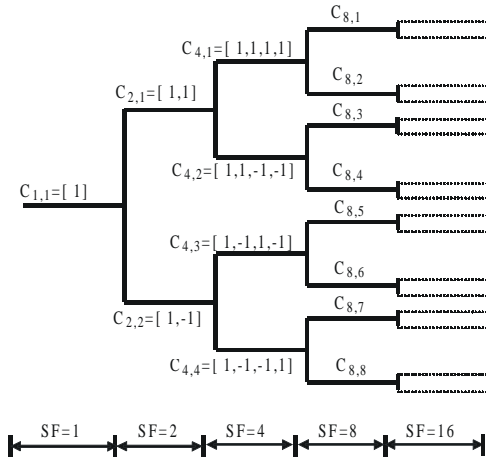 C8,1
C4,1=[ 1,1,1,1]
C8,2
C2,1=[ 1,1]
C8,3
C4,2=[ 1,1,-1,-1]
C8,4
C1,1=[ 1]
C8,5
C4,3=[ 1,-1,1,-1]
C8,6
C8,7
C2,2=[ 1,-1]
C4,4=[ 1,-1,-1,1]
C8,8
SF=1 SF=2 SF=4 SF=8 SF=16